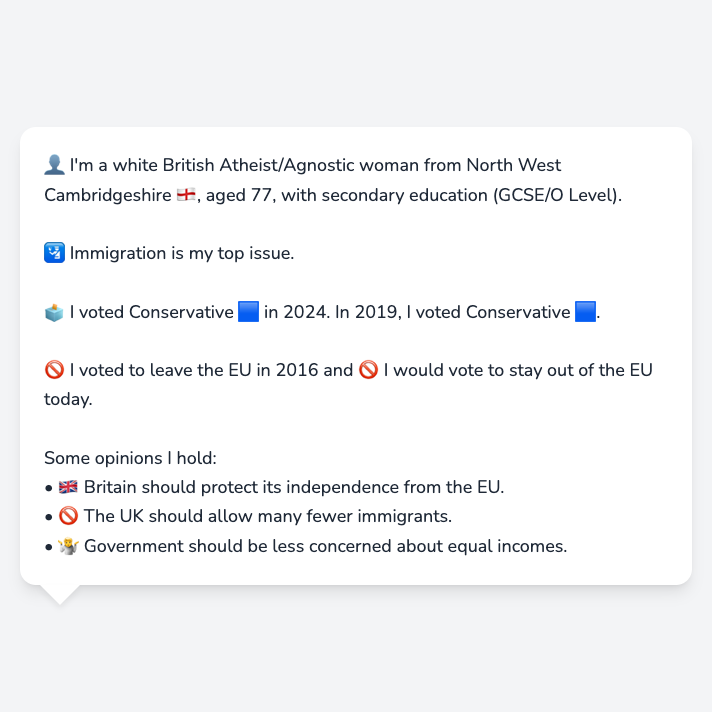 👤 I'm a white British Atheist/Agnostic woman from North West
Cambridgeshire 🏴󠁧󠁢󠁥󠁮󠁧󠁿, aged 77, with secondary education (GCSE/O Level).
🛂 Immigration is my top issue.
🗳️ I voted Conservative 🟦 in 2024. In 2019, I voted Conservative 🟦.
🚫 I voted to leave the EU in 2016 and 🚫 I would vote to stay out of the EU
today.
Some opinions I hold:
• 🇬🇧 Britain should protect its independence from the EU.
• 🚫 The UK should allow many fewer immigrants.
• 🤷 Government should be less concerned about equal incomes.